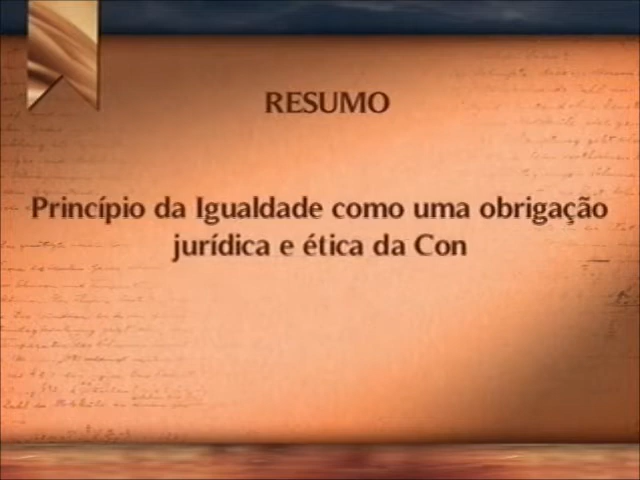 RESUMO
Princípio da Igualdade como uma obrigação
jurídica e ética da Con